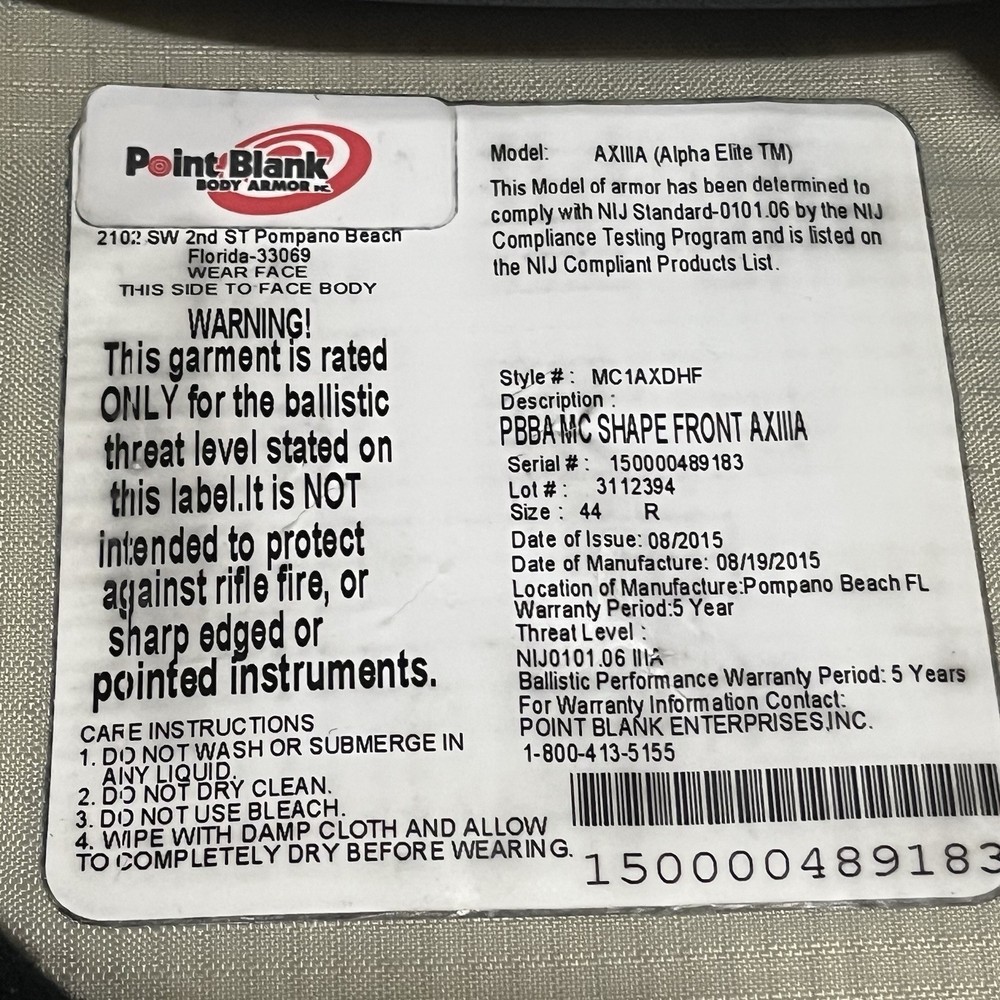 Point Blank
BODY ARMOR INC.
2102 SW 2nd ST Pompano Beach
Florida-33069
WEAR FACE
THIS SIDE TO FACE BODY
WARNING!
This garment is rated
ONLY for the ballistic
threat level stated on
this label.It is NOT
intended to protect
against rifle fire, or
sharp edged or
pointed instruments.
CARE INSTRUCTIONS
1. DO NOT WASH OR SUBMERGE IN
ANY LIQUID.
2. DO NOT DRY CLEAN.
3. DO NOT USE BLEACH.
4. WIPE WITH DAMP CLOTH AND ALLOW
TO COMPLETELY DRY BEFORE WEARING.
Model: AXIIIA (Alpha Elite TM)
This Model of armor has been determined to
comply with NIJ Standard-0101.06 by the NIJ
Compliance Testing Program and is listed on
the NIJ Compliant Products List.
Style # : MC1AXDHF
Description :
PBBA MC SHAPE FRONT AXIIIA
Serial # : 150000489183
Lot # : 3112394
Size : 44 R
Date of Issue: 08/2015
Date of Manufacture: 08/19/2015
Location of Manufacture:Pompano Beach FL
Warranty Period:5 Year
Threat Level :
NIJ0101.06 IIIA
Ballistic Performance Warranty Period: 5 Years
For Warranty Information Contact:
POINT BLANK ENTERPRISES,INC.
1-800-413-5155
150000489183